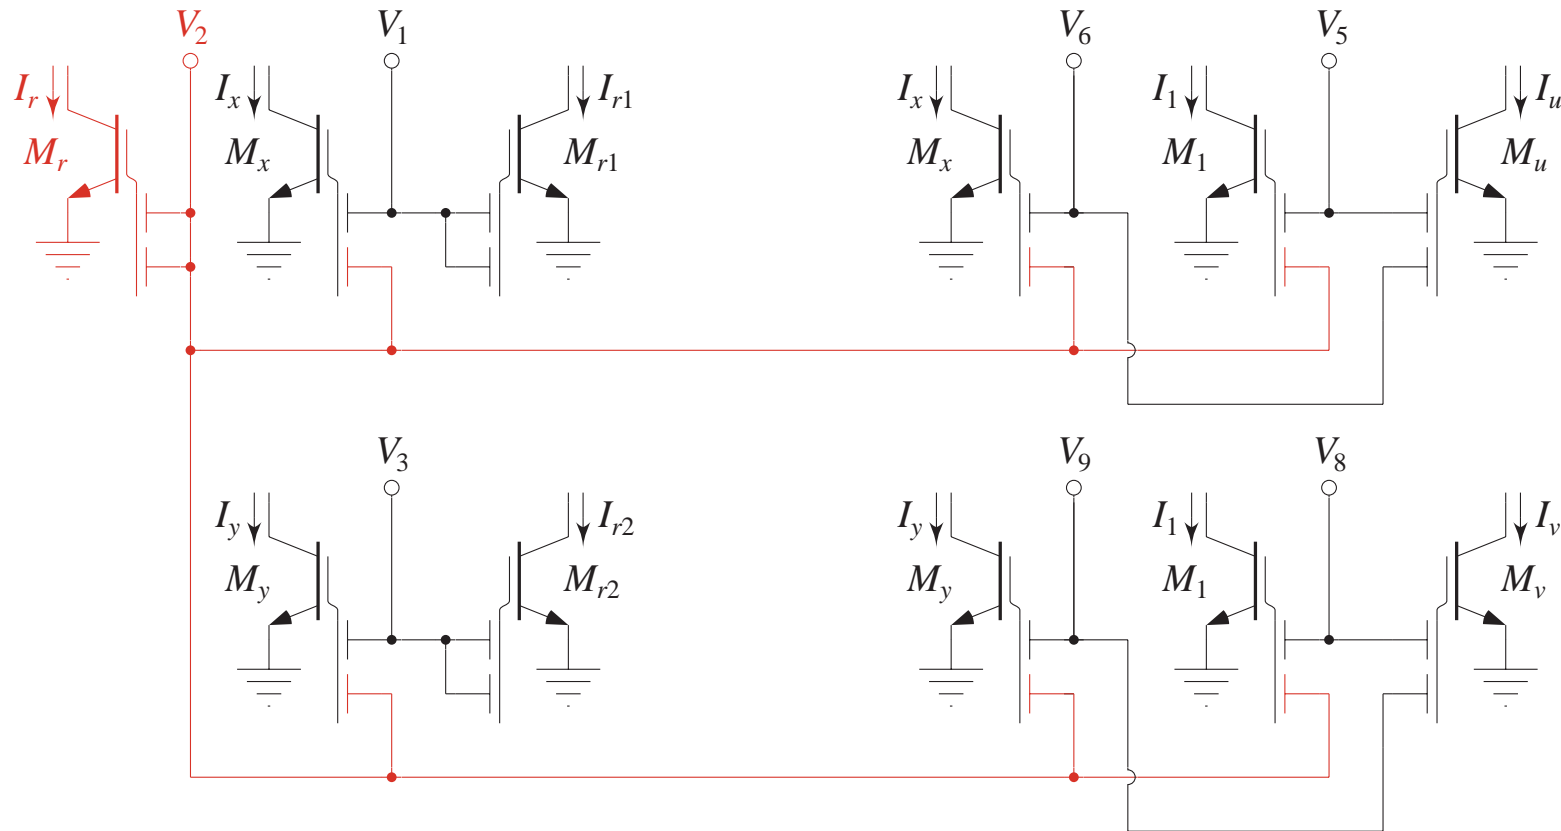 V2 V1 V6 V5
Ir Ix Ir1 Ix I1 Iu
Mr Mx Mr1 Mx M1 Mu
V3 V9 V8
Iy Ir2 Iy I1 Iv
My Mr2 My M1 Mv